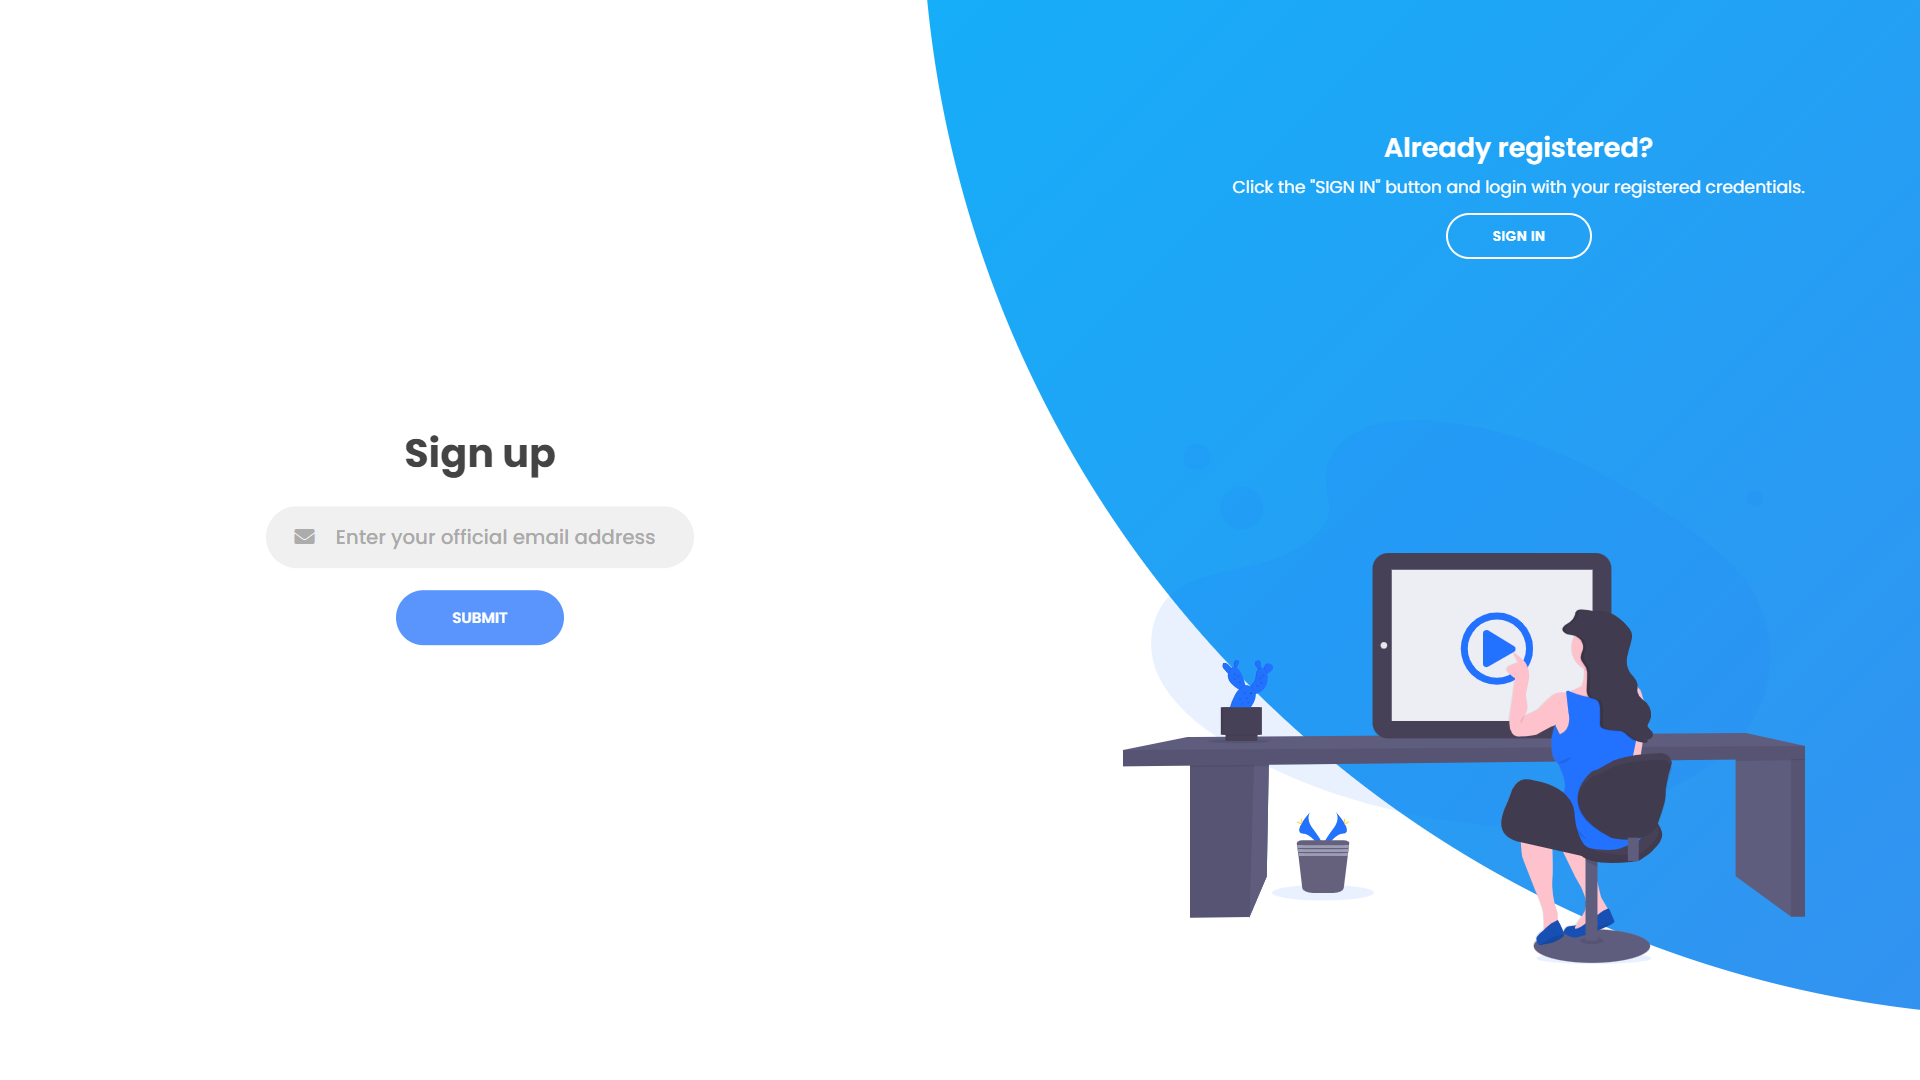 Already registered?
Click the "SIGN IN" button and login with your registered credentials.
SIGN IN
Sign up
Enter your official email address
SUBMIT